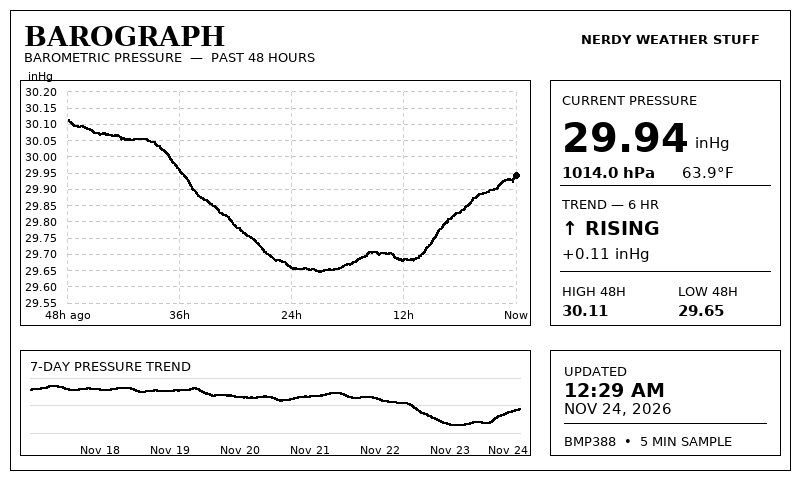 BAROGRAPH
BAROMETRIC PRESSURE — PAST 48 HOURS
NERDY WEATHER STUFF
inHg
30.20
30.15
30.10
30.05
30.00
29.95
29.90
29.85
29.80
29.75
29.70
29.65
29.60
29.55
48h ago 36h 24h 12h Now
CURRENT PRESSURE
29.94 inHg
1014.0 hPa 63.9°F
TREND — 6 HR
↑ RISING
+0.11 inHg
HIGH 48H LOW 48H
30.11 29.65
7-DAY PRESSURE TREND
Nov 18 Nov 19 Nov 20 Nov 21 Nov 22 Nov 23 Nov 24
UPDATED
12:29 AM
NOV 24, 2026
BMP388 • 5 MIN SAMPLE